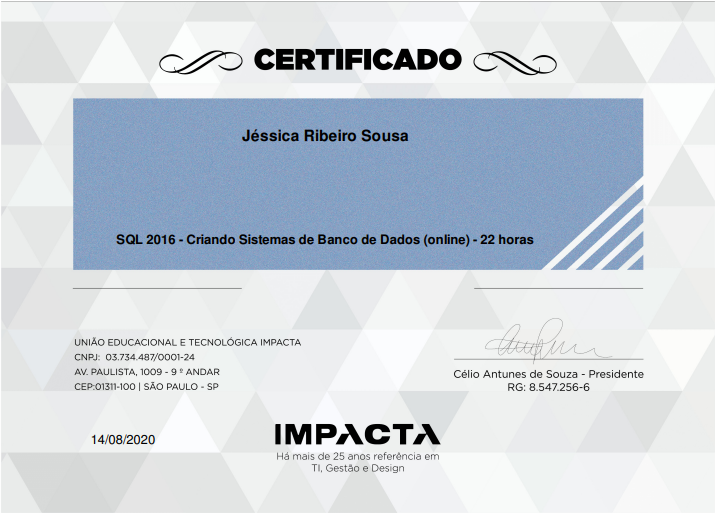 CERTIFICADO
Jéssica Ribeiro Sousa
SQL 2016 - Criando Sistemas de Banco de Dados (online) - 22 horas
UNIÃO EDUCACIONAL E TECNOLÓGICA IMPACTA
CNPJ: 03.734.487/0001-24
AV. PAULISTA, 1009 - 9 º ANDAR
CEP:01311-100 | SÃO PAULO - SP
Célio Antunes de Souza - Presidente
RG: 8.547.256-6
14/08/2020
IMPACTA
Há mais de 25 anos referência em
TI, Gestão e Design